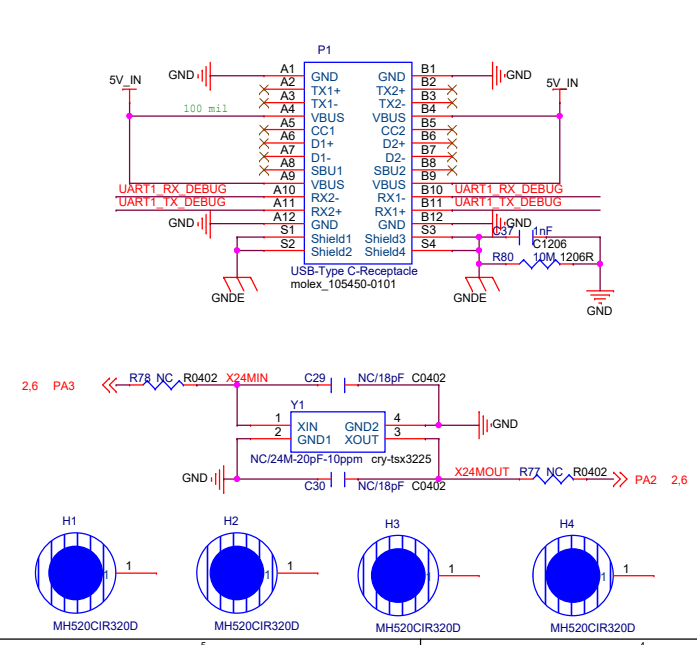 P1
5V_IN
GND
A1 GND GND B1
GND
5V_IN
A2 TX1+ TX2+ B2
A3 TX1- TX2- B3
100 mil
A4 VBUS VBUS B4
A5 CC1 CC2 B5
A6 D1+ D2+ B6
A7 D1- D2- B7
A8 SBU1 SBU2 B8
A9 VBUS VBUS B9
UART1_RX_DEBUG A10 RX2- RX1- B10 UART1_RX_DEBUG
UART1_TX_DEBUG A11 RX2+ RX1+ B11 UART1_TX_DEBUG
GND A12 GND GND B12 GND
S1 Shield1 Shield3 S3 C37 1nF
S2 Shield2 Shield4 S4 C1206
R80 10M 1206R
USB-Type C-Receptacle
molex_105450-0101
GNDE
GNDE
GND
2,6 PA3 R78 NC R0402 X24MIN C29 NC/18pF C0402
Y1
1 XIN GND2 4 GND
2 GND1 XOUT 3
NC/24M-20pF-10ppm cry-tsx3225
GND C30 NC/18pF C0402
X24MOUT R77 NC R0402 PA2 2,6
H1 H2 H3 H4
1 1 1 1 1 1 1 1
MH520CIR320D MH520CIR320D MH520CIR320D MH520CIR320D